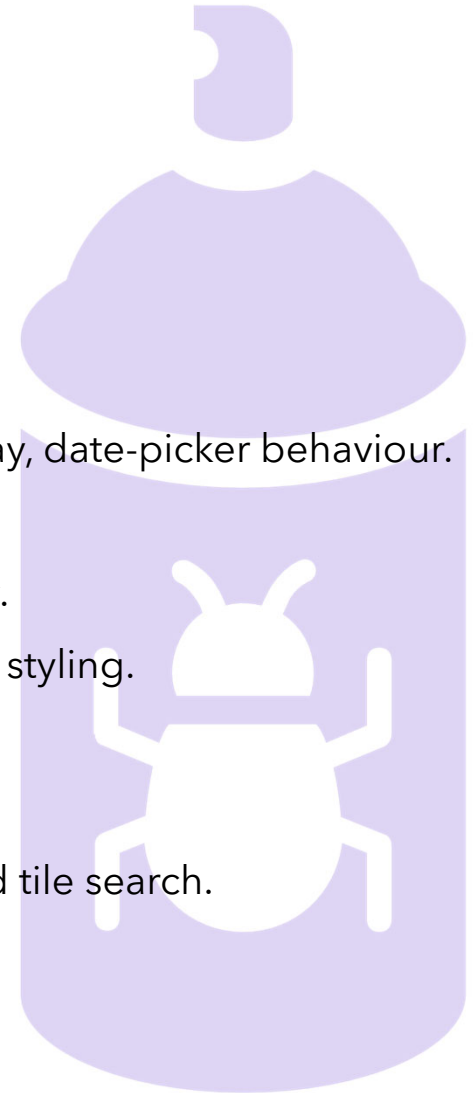 ay, date-picker behaviour.
.
styling.
d tile search.